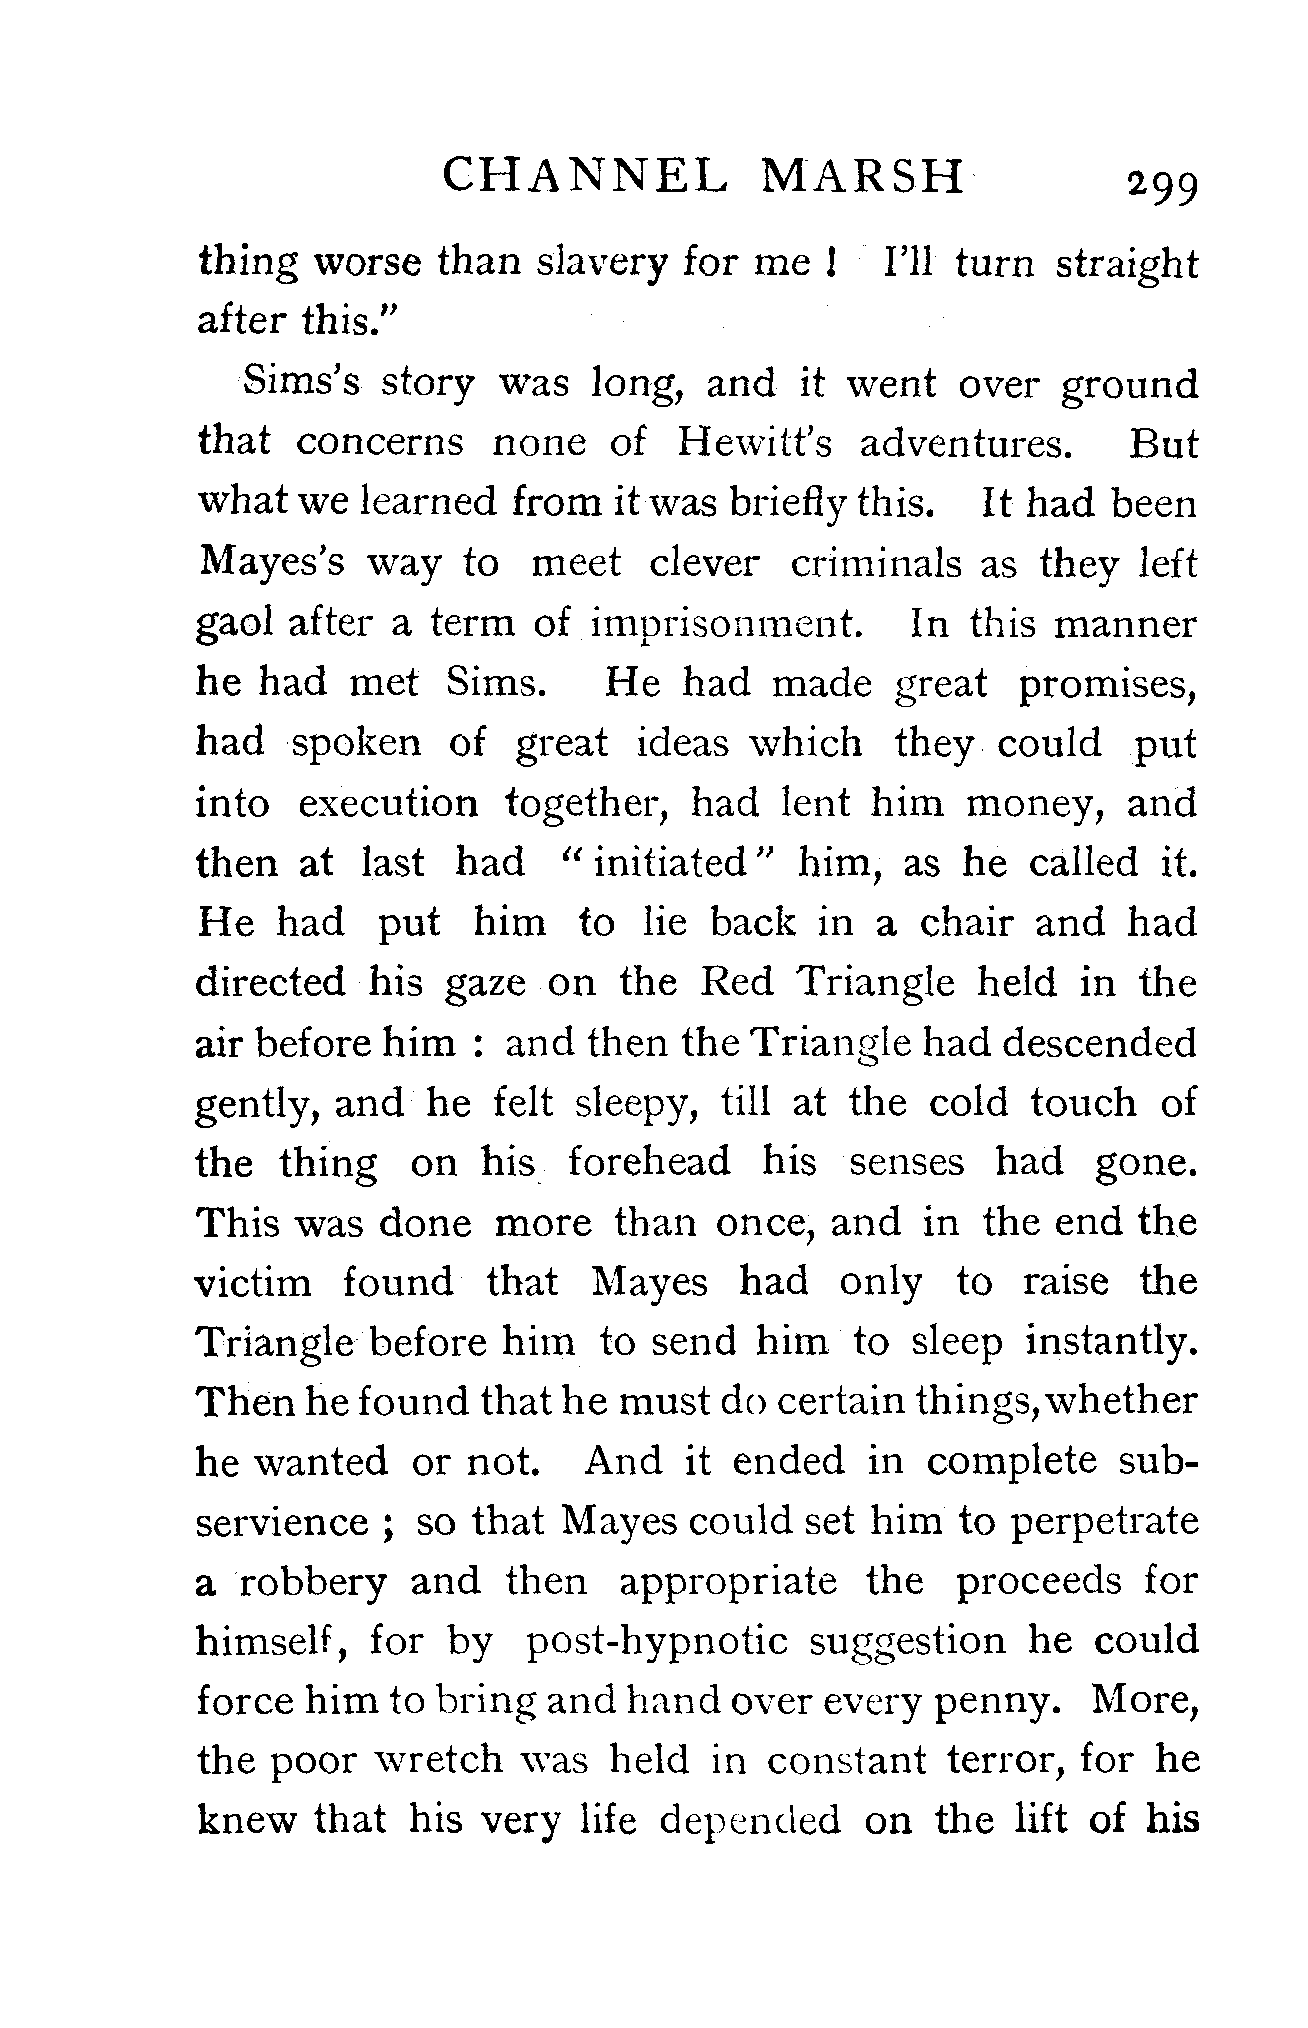 CHANNEL MARSH 299
thing worse than slavery for me ! I'll turn straight
after this."
Sims's story was long, and it went over ground
that concerns none of Hewitt's adventures. But
what we learned from it was briefly this. It had been
Mayes's way to meet clever criminals as they left
gaol after a term of imprisonment. In this manner
he had met Sims. He had made great promises,
had spoken of great ideas which they could put
into execution together, had lent him money, and
then at last had "initiated" him, as he called it.
He had put him to lie back in a chair and had
directed his gaze on the Red Triangle held in the
air before him : and then the Triangle had descended
gently, and he felt sleepy, till at the cold touch of
the thing on his forehead his senses had gone.
This was done more than once, and in the end the
victim found that Mayes had only to raise the
Triangle before him to send him to sleep instantly.
Then he found that he must do certain things, whether
he wanted or not. And it ended in complete sub-
servience ; so that Mayes could set him to perpetrate
a robbery and then appropriate the proceeds for
himself, for by post-hypnotic suggestion he could
force him to bring and hand over every penny. More,
the poor wretch was held in constant terror, for he
knew that his very life depended on the lift of his